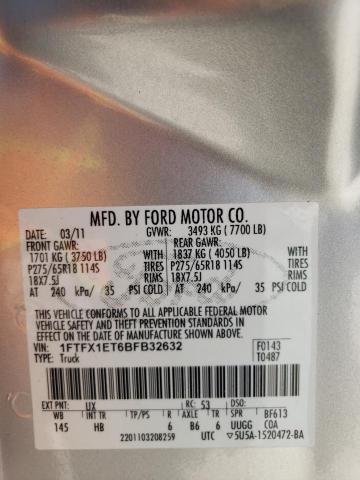 MFD. BY FORD MOTOR CO.
DATE: 03/11 GVWR: 3493 KG ( 7700 LB)
FRONT GAWR: REAR GAWR:
1701 KG ( 3750 LB) WITH 1837 KG ( 4050 LB) WITH
P275/65R18 114S TIRES P275/65R18 114S TIRES
18X7.5J RIMS 18X7.5J RIMS
AT 240 kPa/ 35 PSI COLD AT 240 kPa/ 35 PSI COLD
THIS VEHICLE CONFORMS TO ALL APPLICABLE FEDERAL MOTOR
VEHICLE SAFETY AND THEFT PREVENTION STANDARDS IN
EFFECT ON THE DATE OF MANUFACTURE SHOWN ABOVE.
VIN: 1FTFX1ET6BFB32632 F0143
TYPE: Truck T0487
EXT PNT: UX RC: 53 DSO:
WB INT TR TP/PS R AXLE TR SPR BF613
145 HB 6 B6 6 UUGG COA
2201103208259 UTC 5U5A-1520472-BA